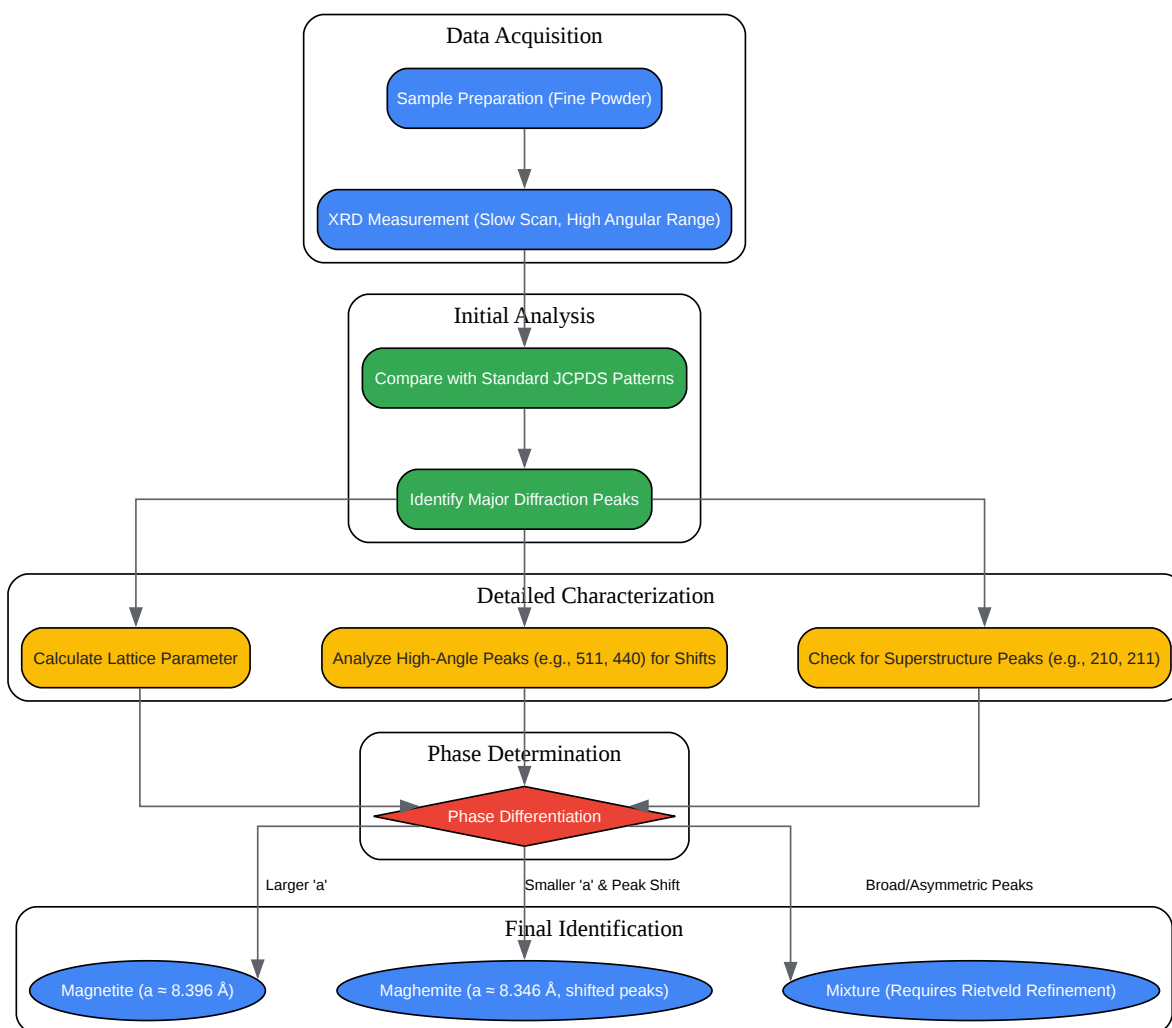 Data Acquisition
Sample Preparation (Fine Powder)
XRD Measurement (Slow Scan, High Angular Range)
Initial Analysis
Compare with Standard JCPDS Patterns
Identify Major Diffraction Peaks
Detailed Characterization
Calculate Lattice Parameter
Analyze High-Angle Peaks (e.g., 511, 440) for Shifts
Check for Superstructure Peaks (e.g., 210, 211)
Phase Determination
Phase Differentiation
Larger 'a'
Smaller 'a' & Peak Shift
Broad/Asymmetric Peaks
Final Identification
Magnetite (a ≈ 8.396 Å)
Maghemite (a ≈ 8.346 Å, shifted peaks)
Mixture (Requires Rietveld Refinement)